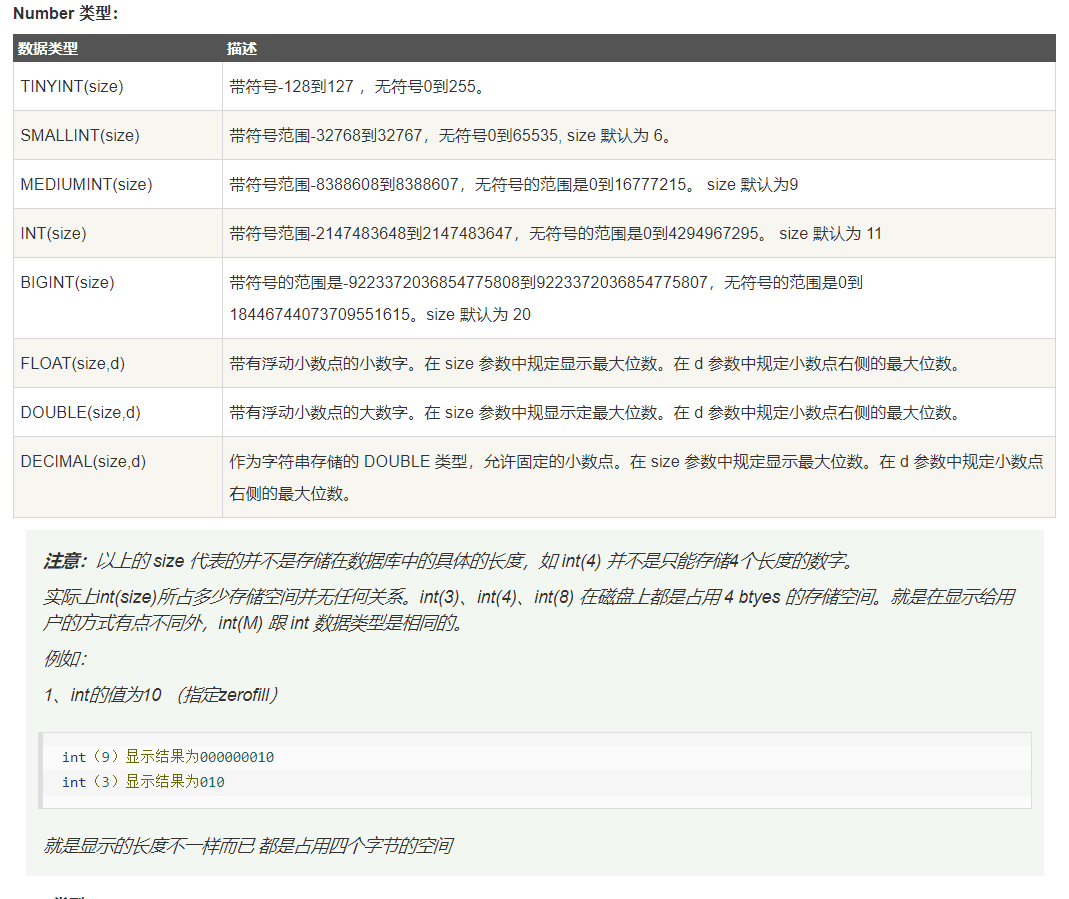 Number 类型：
数据类型 描述
TINYINT(size) 带符号-128到127 ，无符号0到255。
SMALLINT(size) 带符号范围-32768到32767，无符号0到65535, size 默认为 6。
MEDIUMINT(size) 带符号范围-8388608到8388607，无符号的范围是0到16777215。 size 默认为9
INT(size) 带符号范围-2147483648到2147483647，无符号的范围是0到4294967295。 size 默认为 11
BIGINT(size) 带符号的范围是-9223372036854775808到9223372036854775807，无符号的范围是0到
18446744073709551615。size 默认为 20
FLOAT(size,d) 带有浮动小数点的小数字。在 size 参数中规定显示最大位数。在 d 参数中规定小数点右侧的最大位数。
DOUBLE(size,d) 带有浮动小数点的大数字。在 size 参数中规显示定最大位数。在 d 参数中规定小数点右侧的最大位数。
DECIMAL(size,d) 作为字符串存储的 DOUBLE 类型，允许固定的小数点。在 size 参数中规定显示最大位数。在 d 参数中规定小数点
右侧的最大位数。
注意：以上的 size 代表的并不是存储在数据库中的具体的长度，如 int(4) 并不是只能存储4个长度的数字。
实际上int(size)所占多少存储空间并无任何关系。int(3)、int(4)、int(8) 在磁盘上都是占用 4 btyes 的存储空间。就是在显示给用
户的方式有点不同外，int(M) 跟 int 数据类型是相同的。
例如：
1、int的值为10 （指定zerofill）
int（9）显示结果为000000010
int（3）显示结果为010
就是显示的长度不一样而已 都是占用四个字节的空间